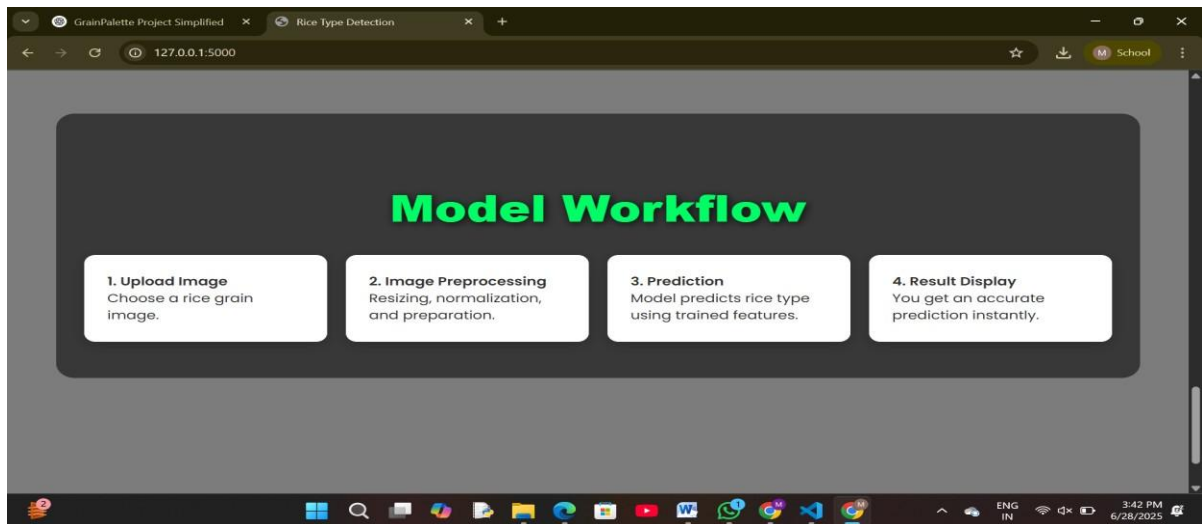 GrainPalette Project Simplified
Rice Type Detection
127.0.0.1:5000
M School
Model Workflow
1. Upload Image
Choose a rice grain
image.
2. Image Preprocessing
Resizing, normalization,
and preparation.
3. Prediction
Model predicts rice type
using trained features.
4. Result Display
You get an accurate
prediction instantly.
2
1
M
M
ENG
IN
3:42 PM
6/28/2025